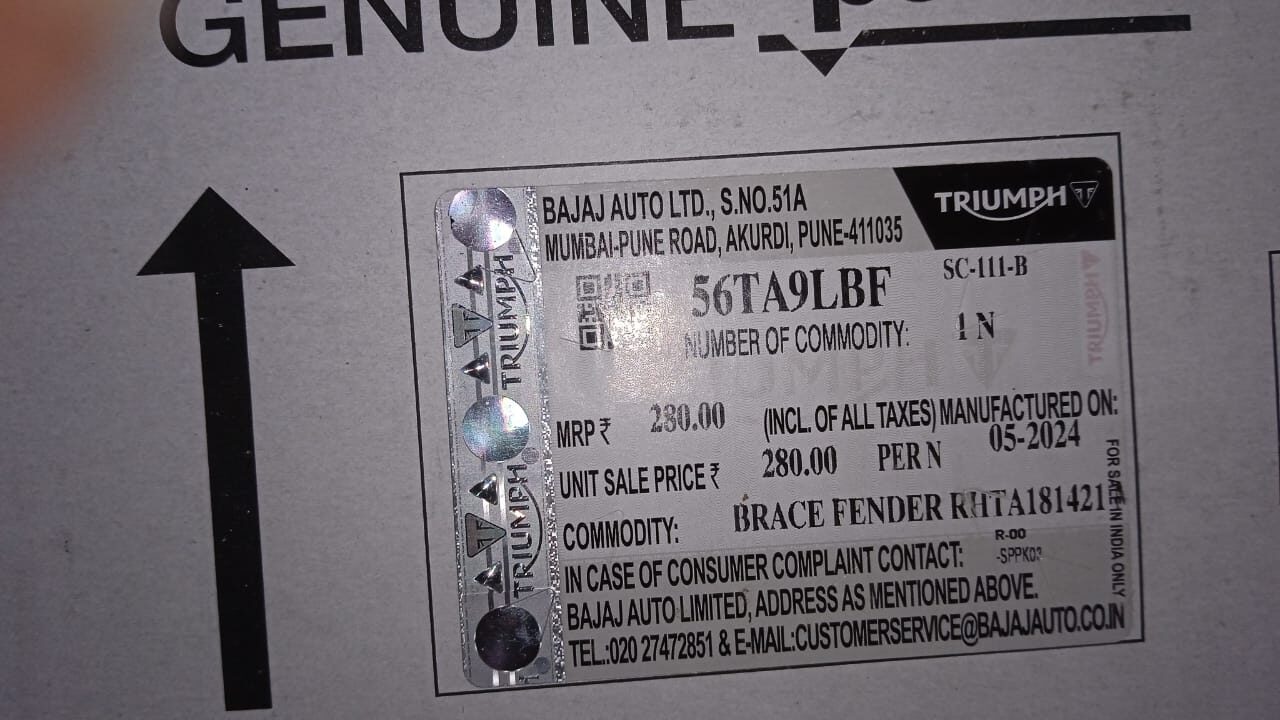 GENUINE
BAJAJ AUTO LTD., S.NO.51A
MUMBAI-PUNE ROAD, AKURDI, PUNE-411035
TRIUMPH
56TA9LBF
SC-111-B
NUMBER OF COMMODITY: 1 N
MRP ₹ 280.00 (INCL. OF ALL TAXES) MANUFACTURED ON:
05-2024
UNIT SALE PRICE ₹ 280.00 PER N
COMMODITY: BRACE FENDER RHTA181421
R-00
IN CASE OF CONSUMER COMPLAINT CONTACT:
BAJAJ AUTO LIMITED, ADDRESS AS MENTIONED ABOVE.
TEL.:020 27472851 & E-MAIL:CUSTOMERSERVICE@BAJAJAUTO.CO.IN
FOR SALE IN INDIA ONLY
TRIUMPH
TRIUMPH
TRIUMPH